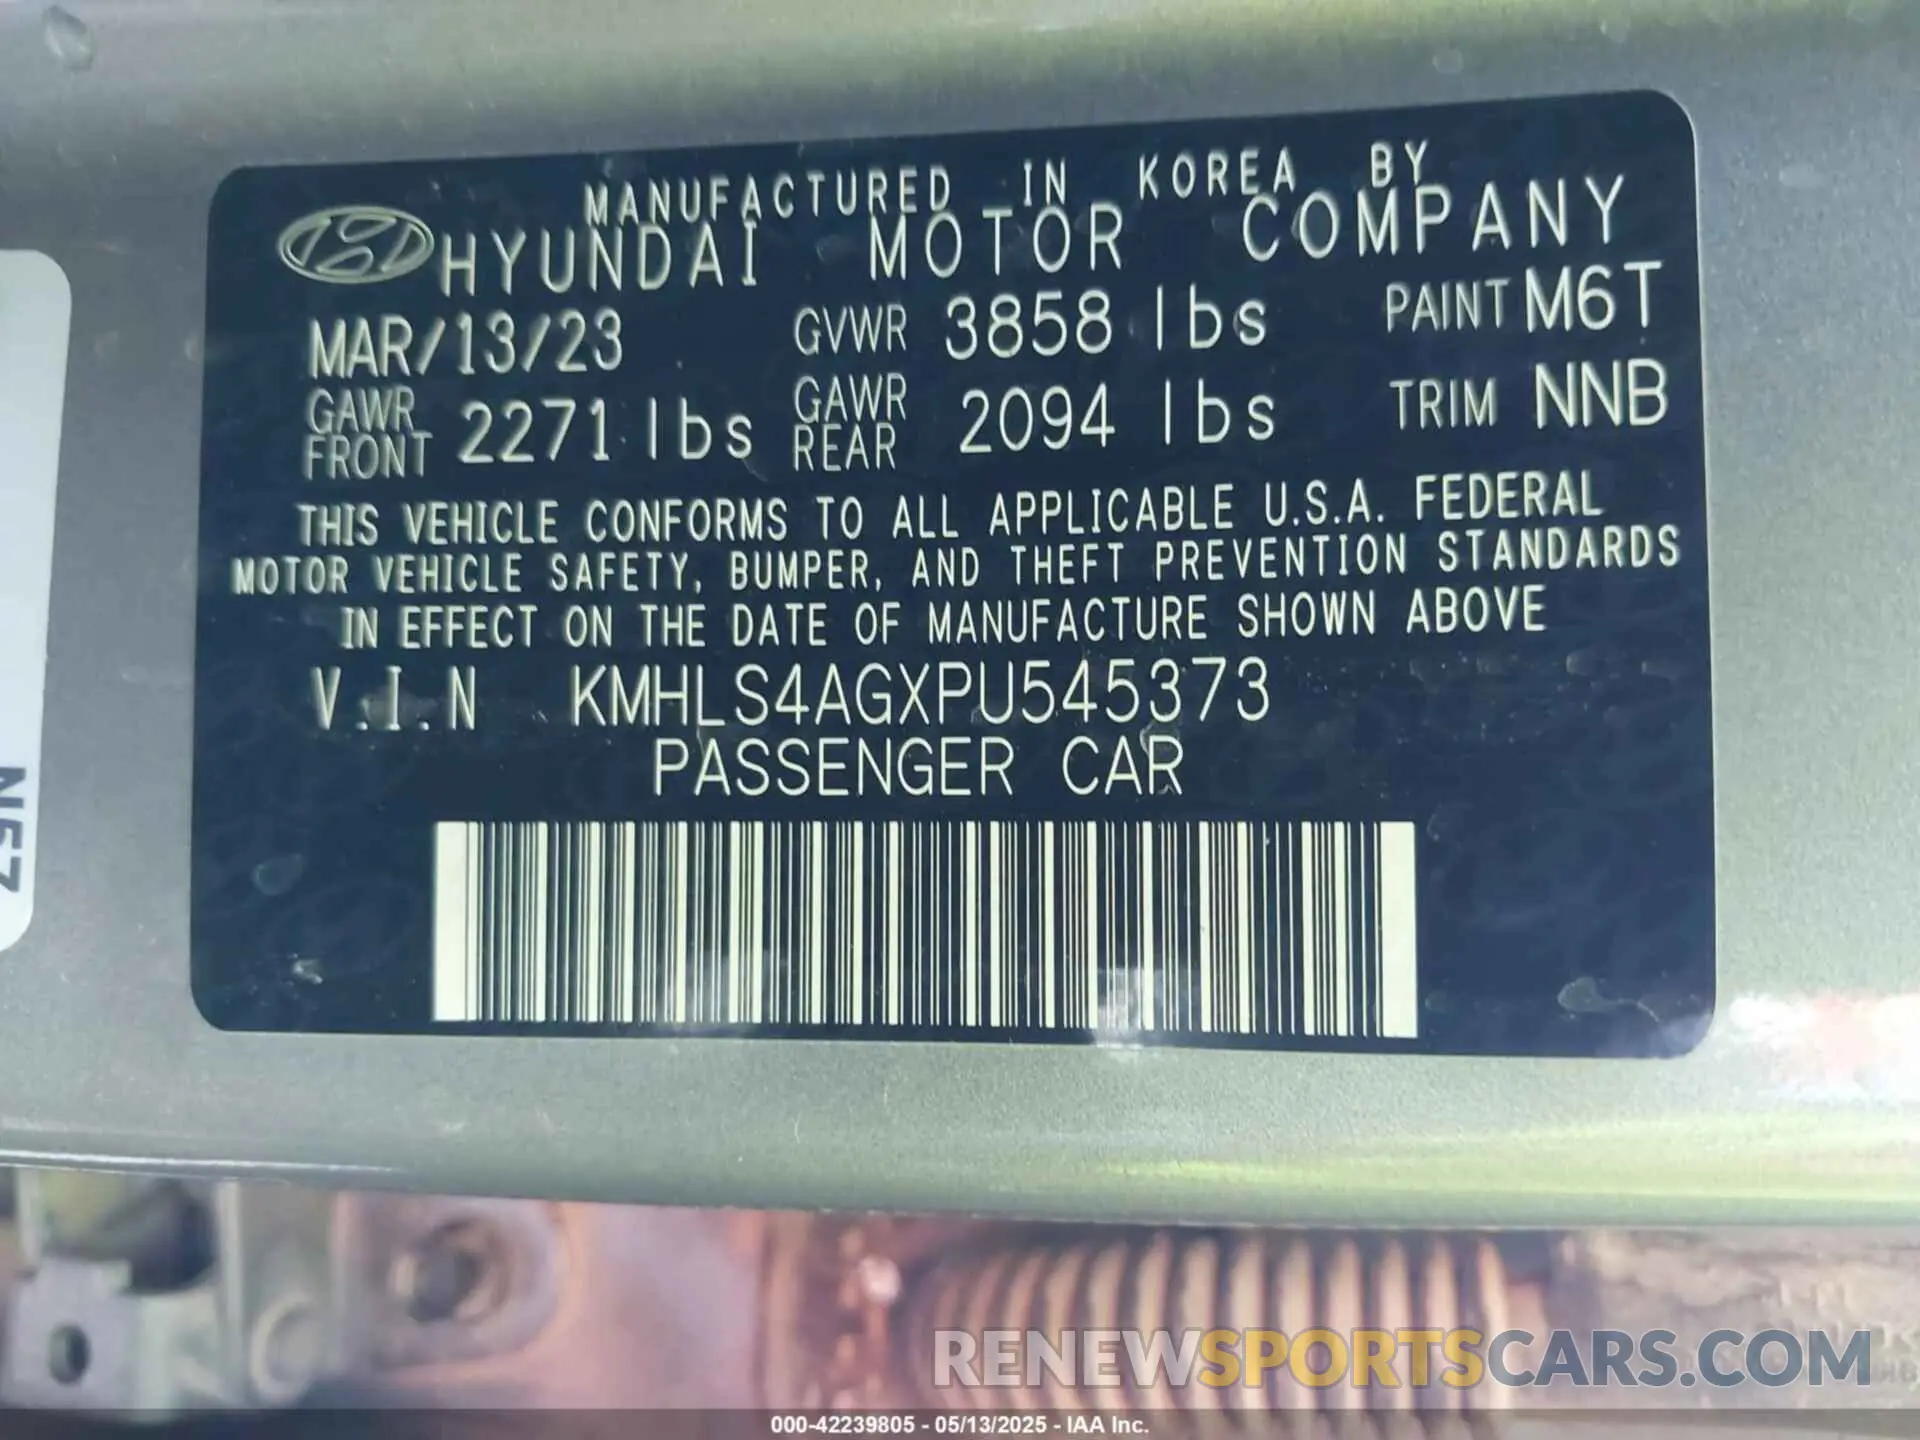 MANUFACTURED IN KOREA BY
HYUNDAI MOTOR COMPANY
MAR/13/23 GVWR 3858 lbs PAINT M6T
GAWR FRONT 2271 lbs GAWR REAR 2094 lbs TRIM NNB
THIS VEHICLE CONFORMS TO ALL APPLICABLE U.S.A. FEDERAL
MOTOR VEHICLE SAFETY, BUMPER, AND THEFT PREVENTION STANDARDS
IN EFFECT ON THE DATE OF MANUFACTURE SHOWN ABOVE
V.I.N KMHLS4AGXPU545373
PASSENGER CAR
RENEWSPORTSCARS.COM
000-42239805 - 05/13/2025 - IAA Inc.